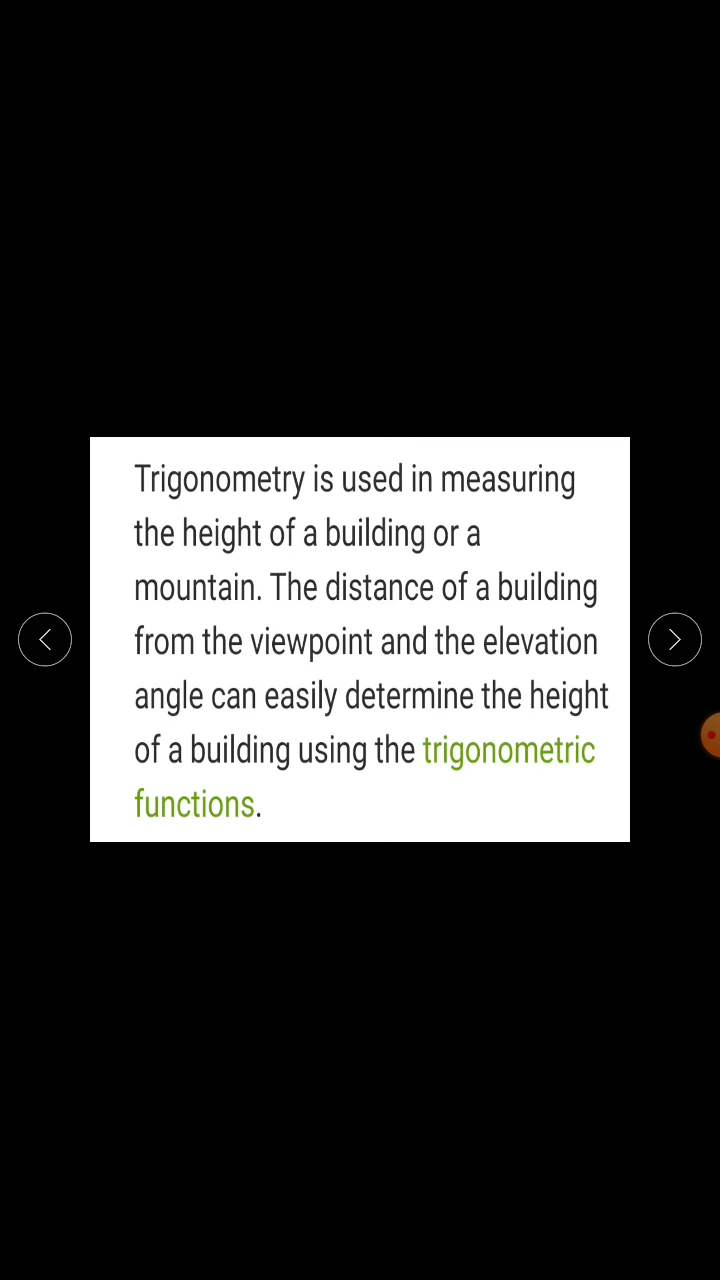 Trigonometry is used in measuring
the height of a building or a
mountain. The distance of a building
from the viewpoint and the elevation
angle can easily determine the height
of a building using the trigonometric
functions.